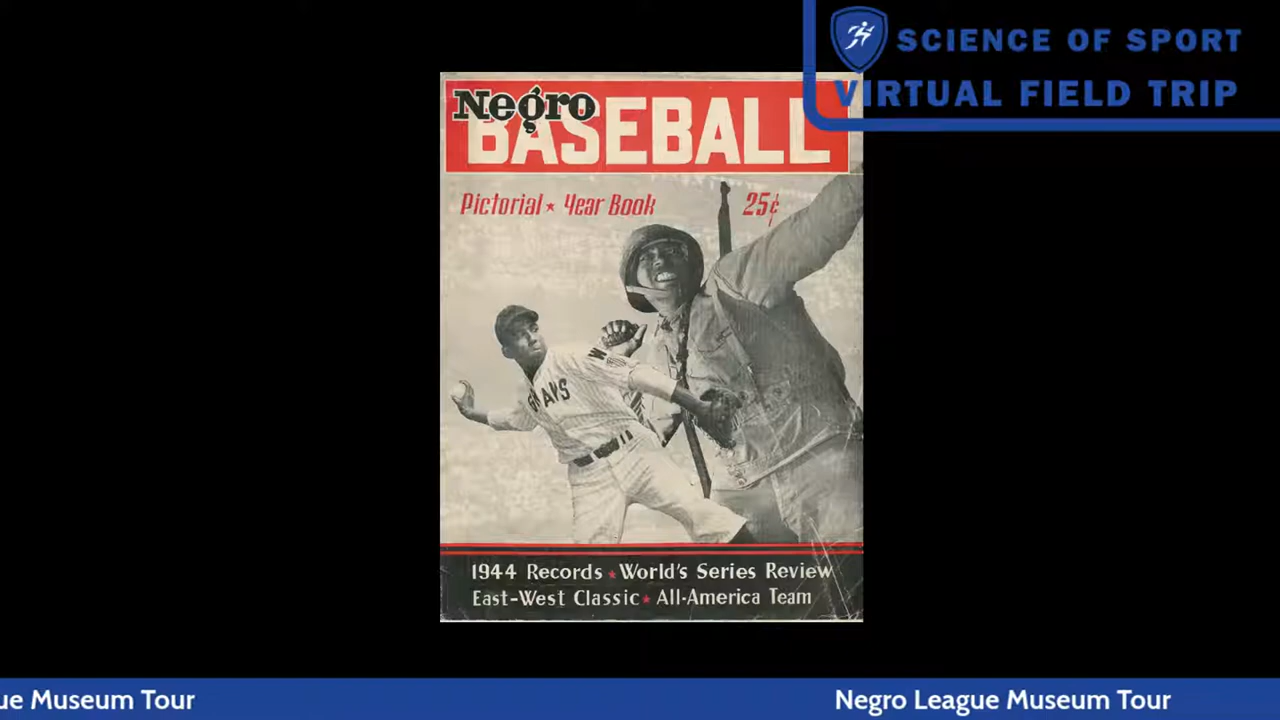 SCIENCE OF SPORT
VIRTUAL FIELD TRIP
Negro
BASEBALL
Pictorial ★ Year Book 25¢
W
GRAYS
1944 Records ★ World's Series Review
East-West Classic ★ All-America Team
ue Museum Tour
Negro League Museum Tour